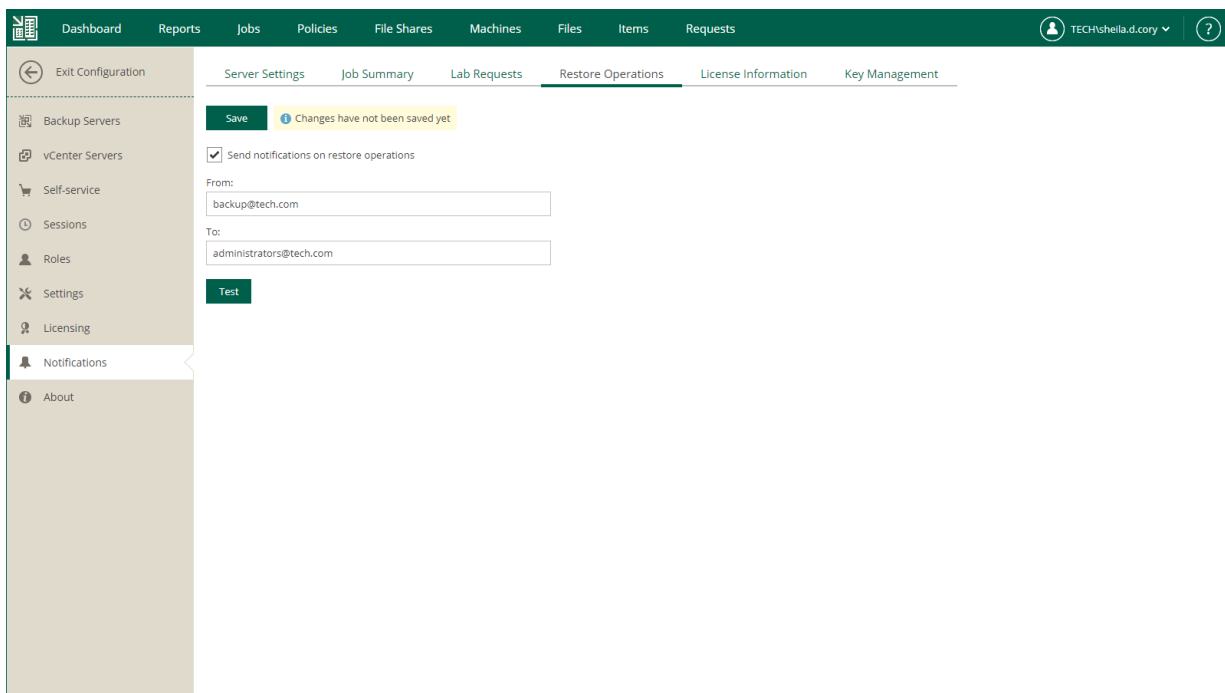 Dashboard Reports Jobs Policies File Shares Machines Files Items Requests TECH\sheila.d.cory ?
Exit Configuration
Server Settings Job Summary Lab Requests Restore Operations License Information Key Management
Save Changes have not been saved yet
Backup Servers
vCenter Servers
Send notifications on restore operations
Self-service
From:
backup@tech.com
Sessions
To:
administrators@tech.com
Roles
Settings
Test
Licensing
Notifications
About